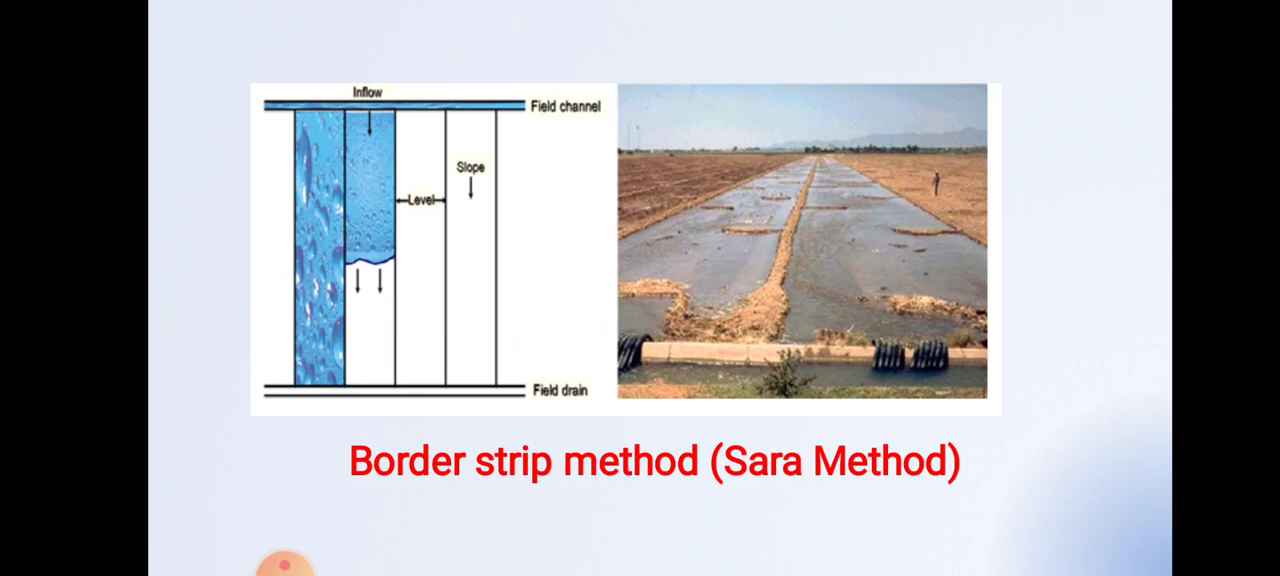 Inflow
Field channel
Slope
Level
Field drain
Border strip method (Sara Method)